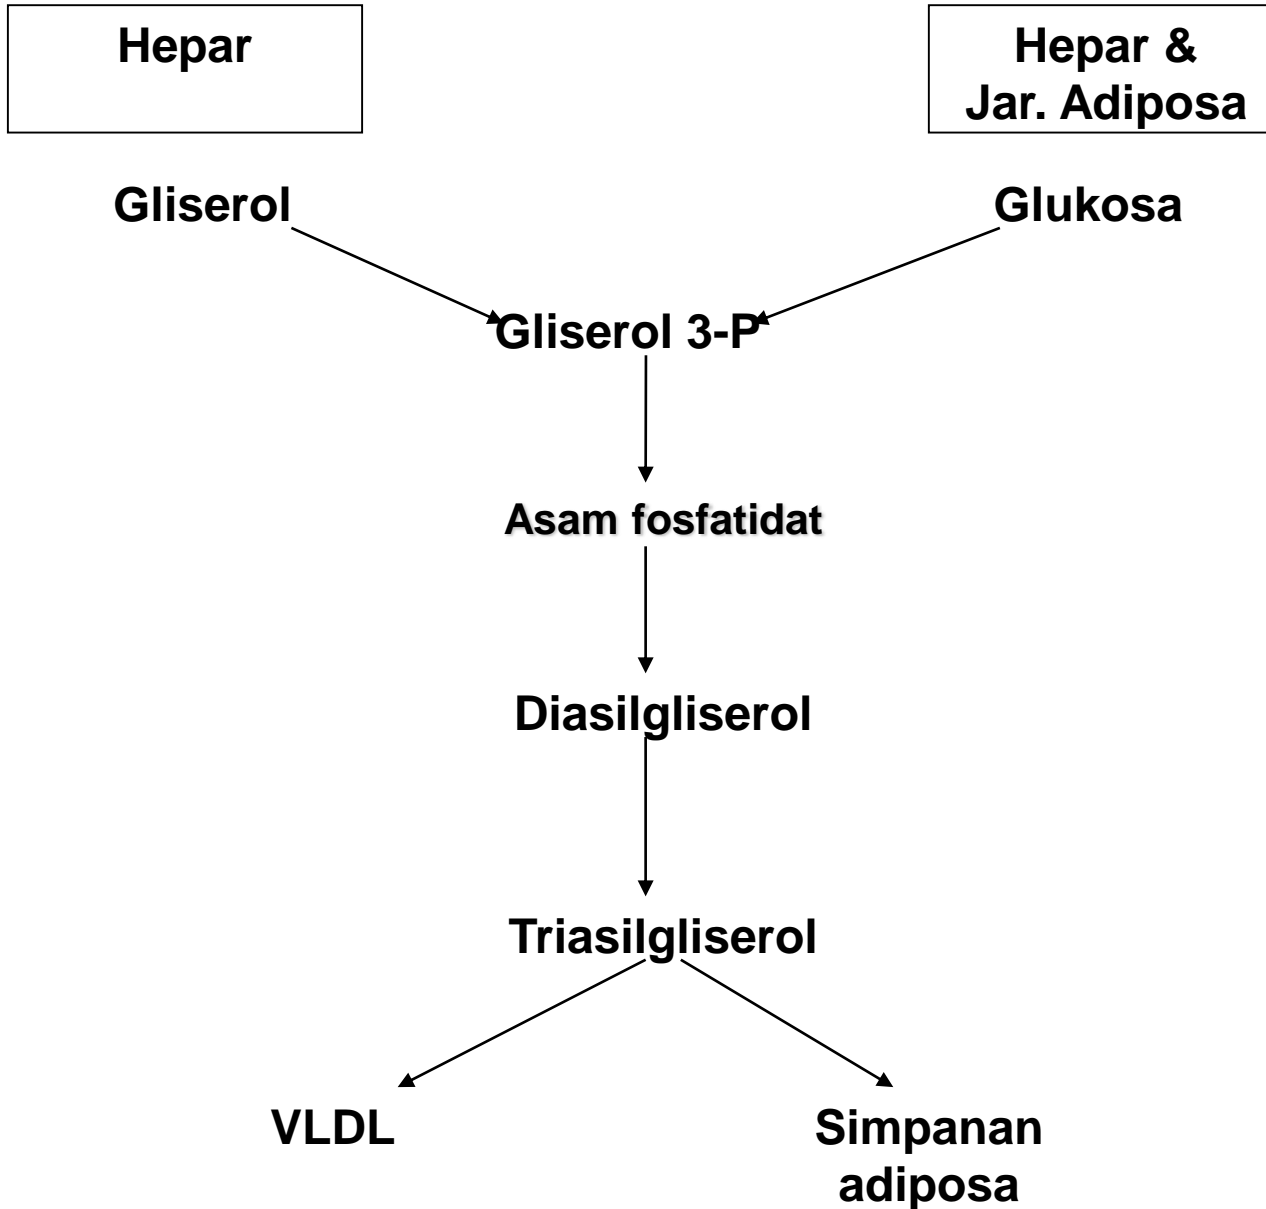 Hepar
Hepar &
Jar. Adiposa
Gliserol
Glukosa
Gliserol 3-P
Asam fosfatidat
Diasilgliserol
Triasilgliserol
VLDL
Simpanan
adiposa